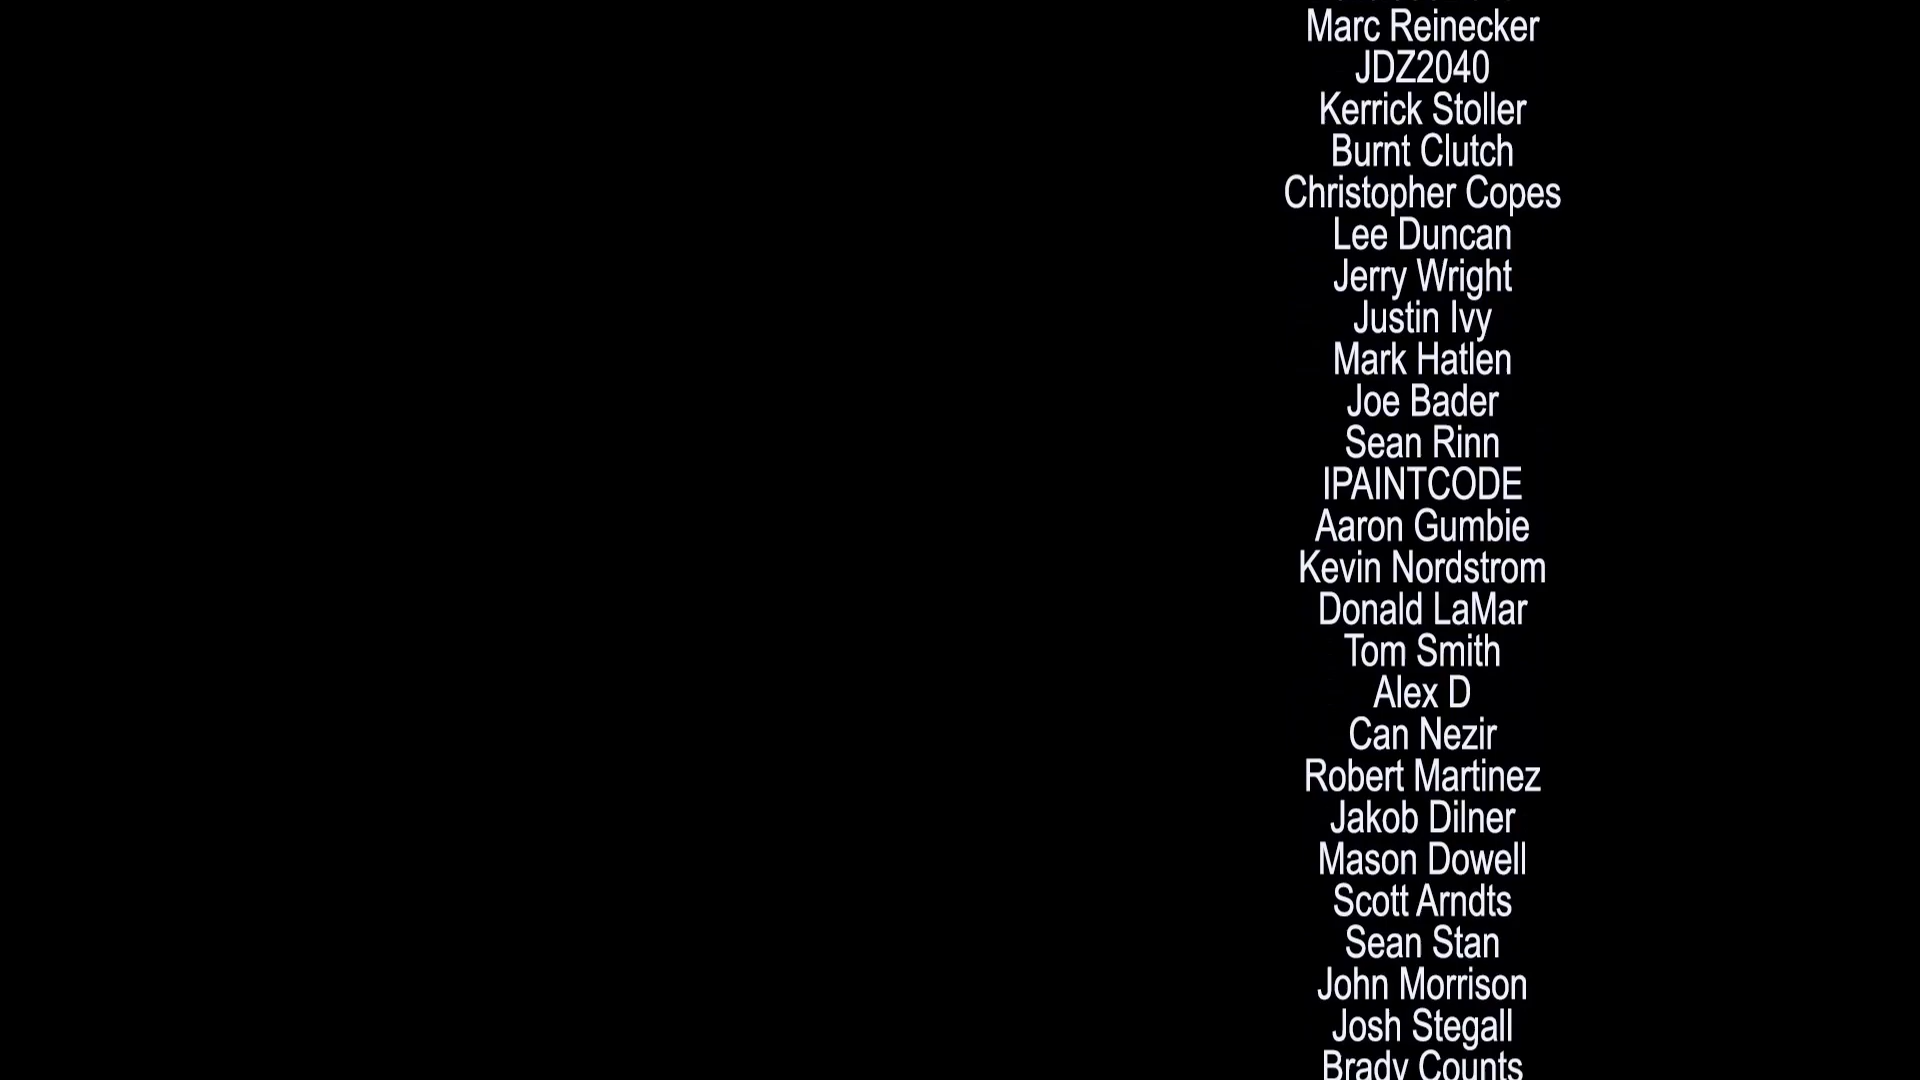 Marc Reinecker
JDZ2040
Kerrick Stoller
Burnt Clutch
Christopher Copes
Lee Duncan
Jerry Wright
Justin Ivy
Mark Hatlen
Joe Bader
Sean Rinn
IPAINTCODE
Aaron Gumbie
Kevin Nordstrom
Donald LaMar
Tom Smith
Alex D
Can Nezir
Robert Martinez
Jakob Dilner
Mason Dowell
Scott Arndts
Sean Stan
John Morrison
Josh Stegall
Brady Counts